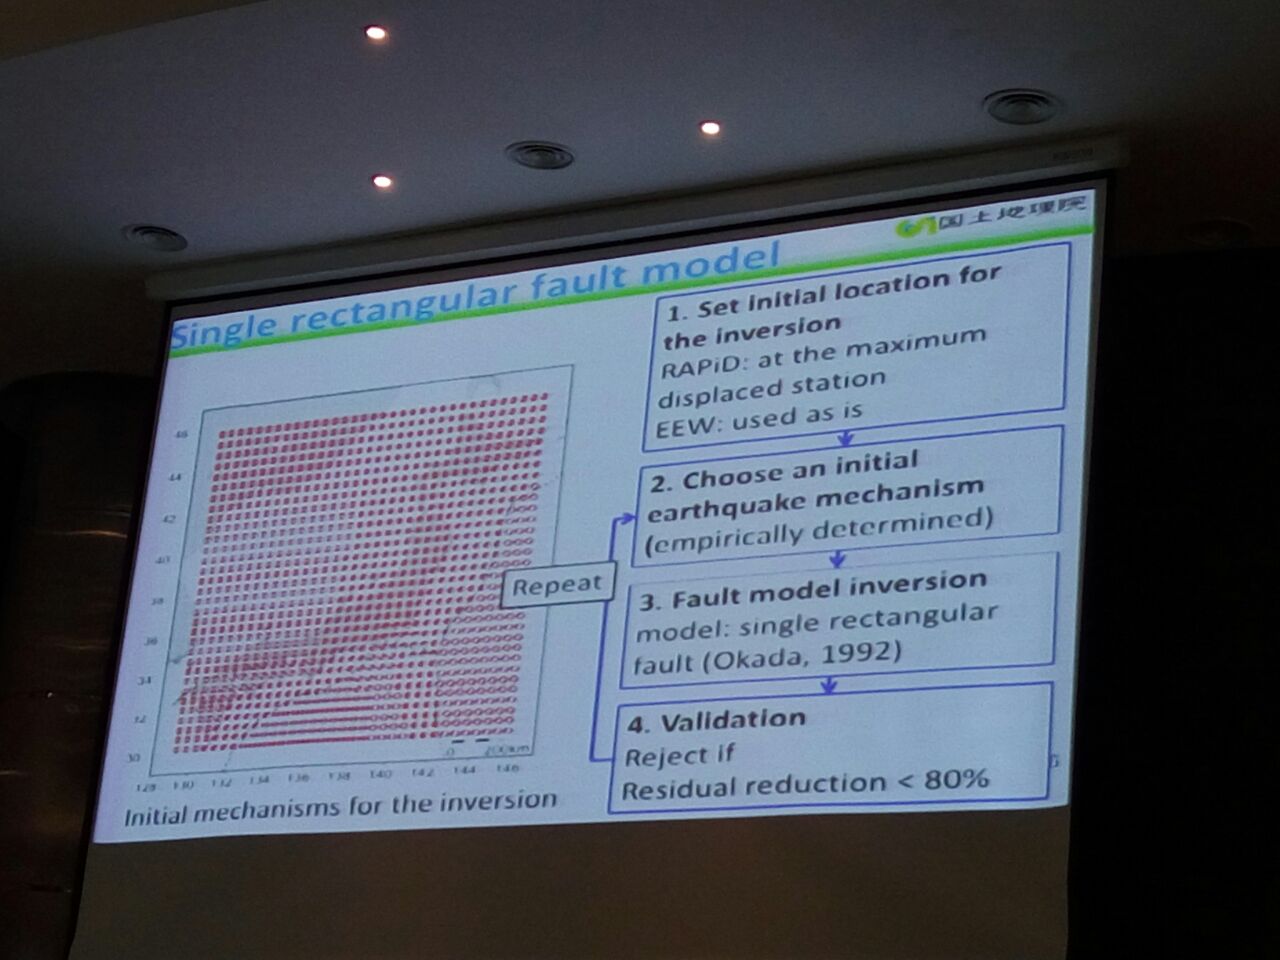 国土地理院
Single rectangular fault model
1. Set initial location for
the inversion
RAPiD: at the maximum
displaced station
EEW: used as is
2. Choose an initial
earthquake mechanism
(empirically determined)
Repeat
3. Fault model inversion
model: single rectangular
fault (Okada, 1992)
4. Validation
Reject if
Residual reduction < 80%
46
44
42
40
38
36
34
32
30
128 130 132 134 136 138 140 142 144 146
0 200km
Initial mechanisms for the inversion